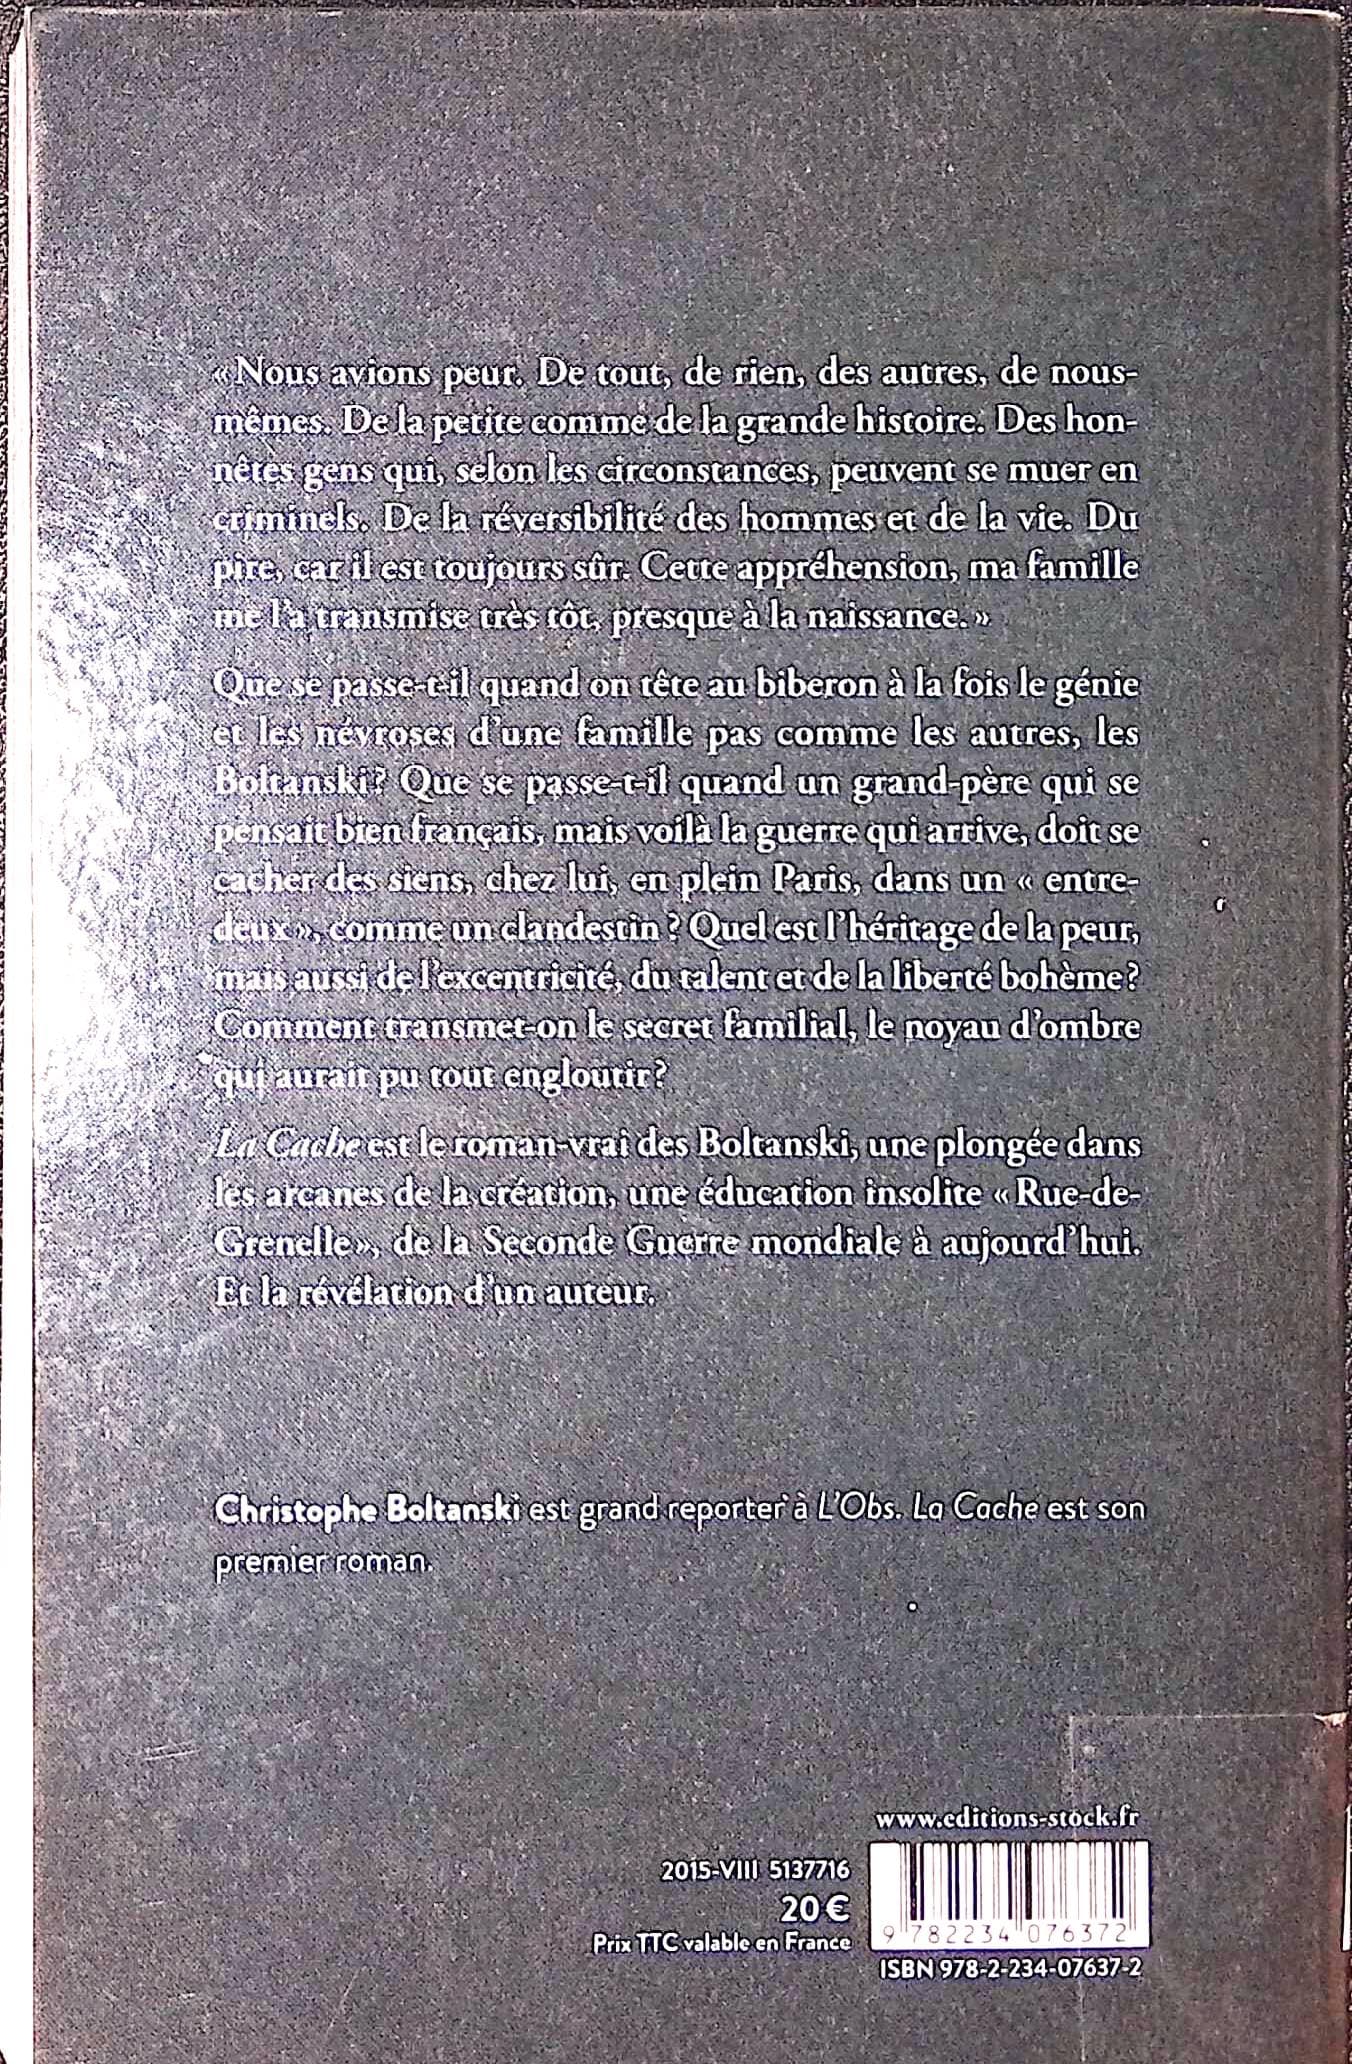 «Nous avions peur. De tout, de rien, des autres, de nous-
mêmes. De la petite comme de la grande histoire. Des hon-
nêtes gens qui, selon les circonstances, peuvent se muer en
criminels. De la réversibilité des hommes et de la vie. Du
pire, car il est toujours sûr. Cette appréhension, ma famille
me l'a transmise très tôt, presque à la naissance. »
Que se passe-t-il quand on tête au biberon à la fois le génie
et les névroses d'une famille pas comme les autres, les
Boltanski? Que se passe-t-il quand un grand-père qui se
pensait bien français, mais voilà la guerre qui arrive, doit se
cacher des siens, chez lui, en plein Paris, dans un « entre-
deux », comme un clandestin ? Quel est l'héritage de la peur,
mais aussi de l'excentricité, du talent et de la liberté bohème?
Comment transmet-on le secret familial, le noyau d'ombre
qui aurait pu tout engloutir?
La Cache est le roman-vrai des Boltanski, une plongée dans
les arcanes de la création, une éducation insolite « Rue-de-
Grenelle», de la Seconde Guerre mondiale à aujourd'hui.
Et la révélation d'un auteur.
Christophe Boltanski est grand reporter à L'Obs. La Cache est son
premier roman.
www.editions-stock.fr
2015-VIII 5137716
20 €
Prix TTC valable en France
9 782234 076372
ISBN 978-2-234-07637-2